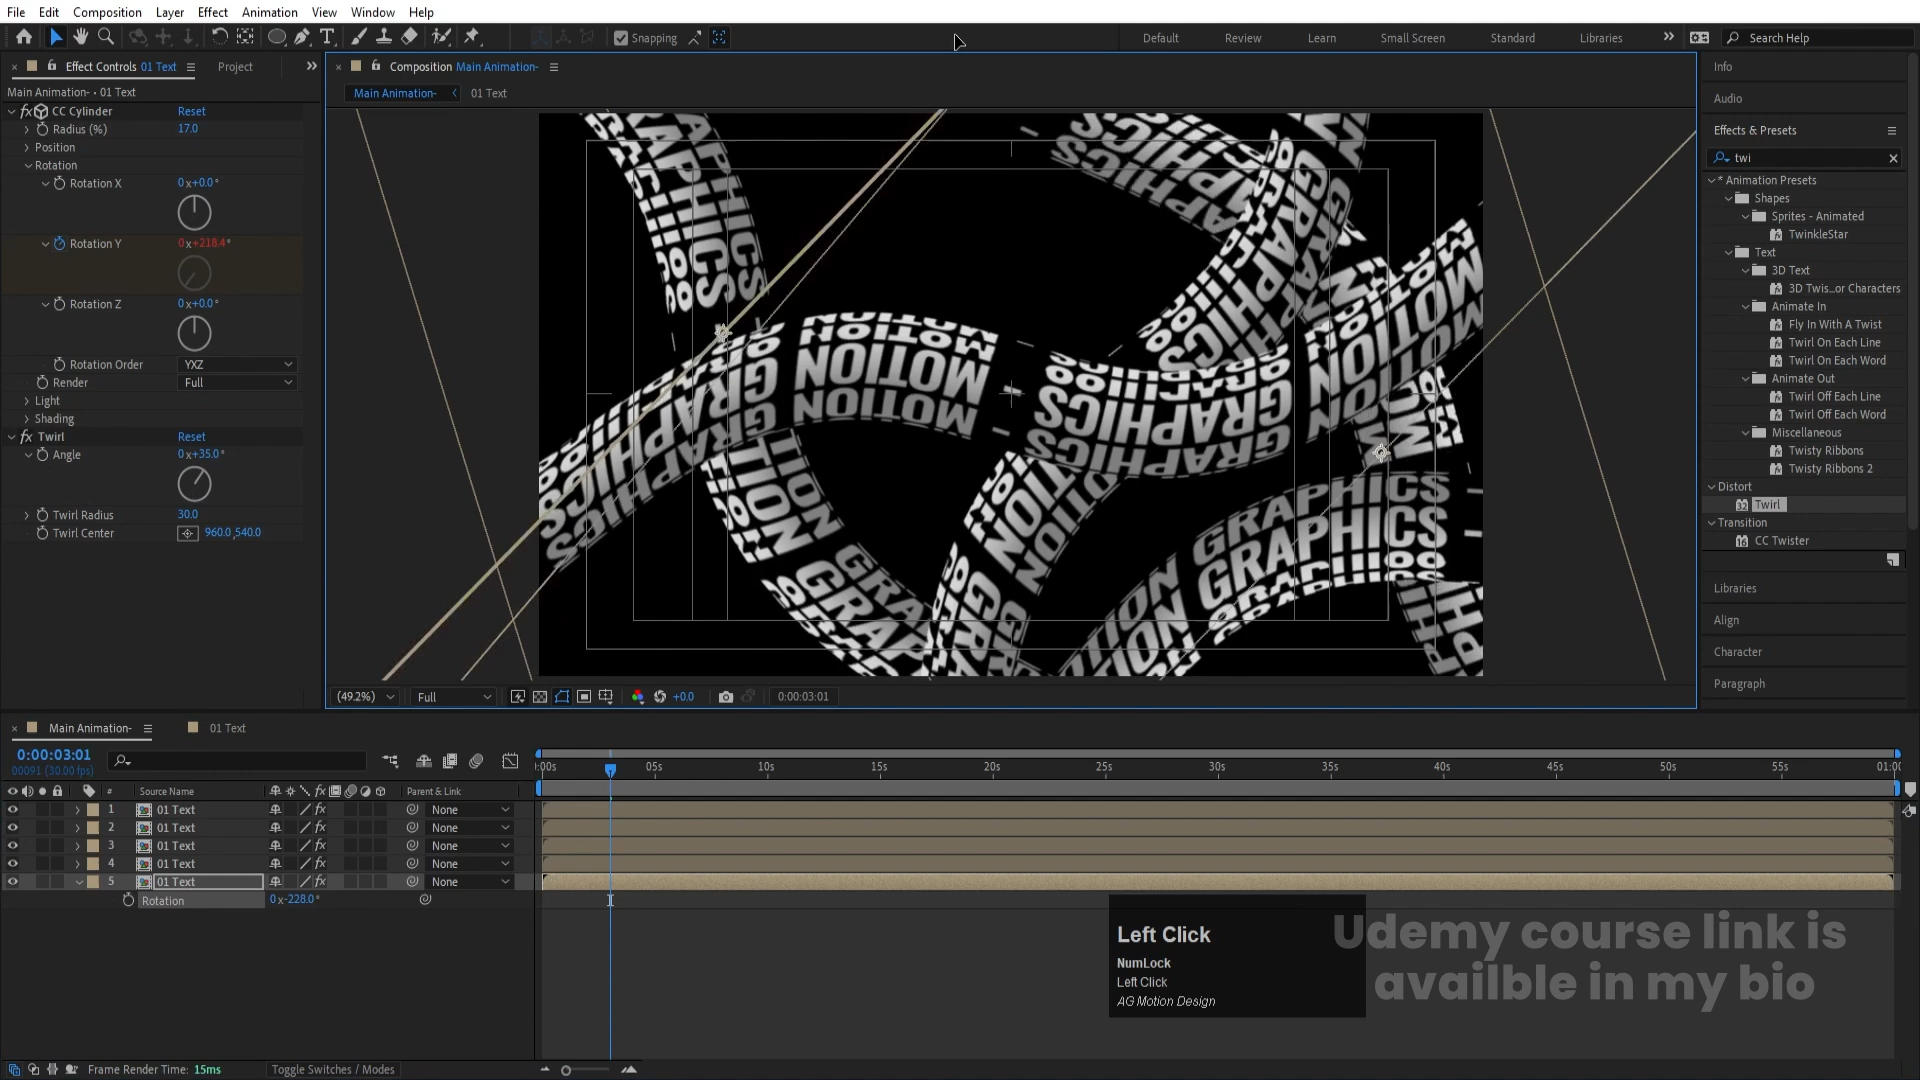 File Edit Composition Layer Effect Animation View Window Help
Snapping Default Review Learn Small Screen Standard Libraries Search Help
Effect Controls 01 Text Project
Main Animation- • 01 Text
CC Cylinder Reset
Radius (%) 17.0
Position
Rotation
Rotation X 0x+0.0°
Rotation Y 0x+218.4°
Rotation Z 0x+0.0°
Rotation Order YXZ
Render Full
Light
Shading
Twirl Reset
Angle 0x+35.0°
Twirl Radius 30.0
Twirl Center 960.0,540.0
Composition Main Animation-
Main Animation- 01 Text
GRAPHICS
GRAPHICS
MOTION
MOTION
GRAPHICS
GRAPHICS
MOTION
GRAPHICS
GRAPHICS
(49.2%) Full +0.0 0:00:03:01
Info
Audio
Effects & Presets
twi
* Animation Presets
Shapes
Sprites - Animated
TwinkleStar
Text
3D Text
3D Twis...or Characters
Animate In
Fly In With A Twist
Twirl On Each Line
Twirl On Each Word
Animate Out
Twirl Off Each Line
Twirl Off Each Word
Miscellaneous
Twisty Ribbons
Twisty Ribbons 2
Distort
Twirl
Transition
CC Twister
Libraries
Align
Character
Paragraph
Main Animation- 01 Text
0:00:03:01
00091 (30.00 fps)
:00s 05s 10s 15s 20s 25s 30s 35s 40s 45s 50s 55s 01:00
# Source Name Parent & Link
1 01 Text None
2 01 Text None
3 01 Text None
4 01 Text None
5 01 Text None
Rotation 0x-228.0°
Left Click
NumLock
Left Click
AG Motion Design
Udemy course link is
availble in my bio
Frame Render Time: 15ms Toggle Switches / Modes